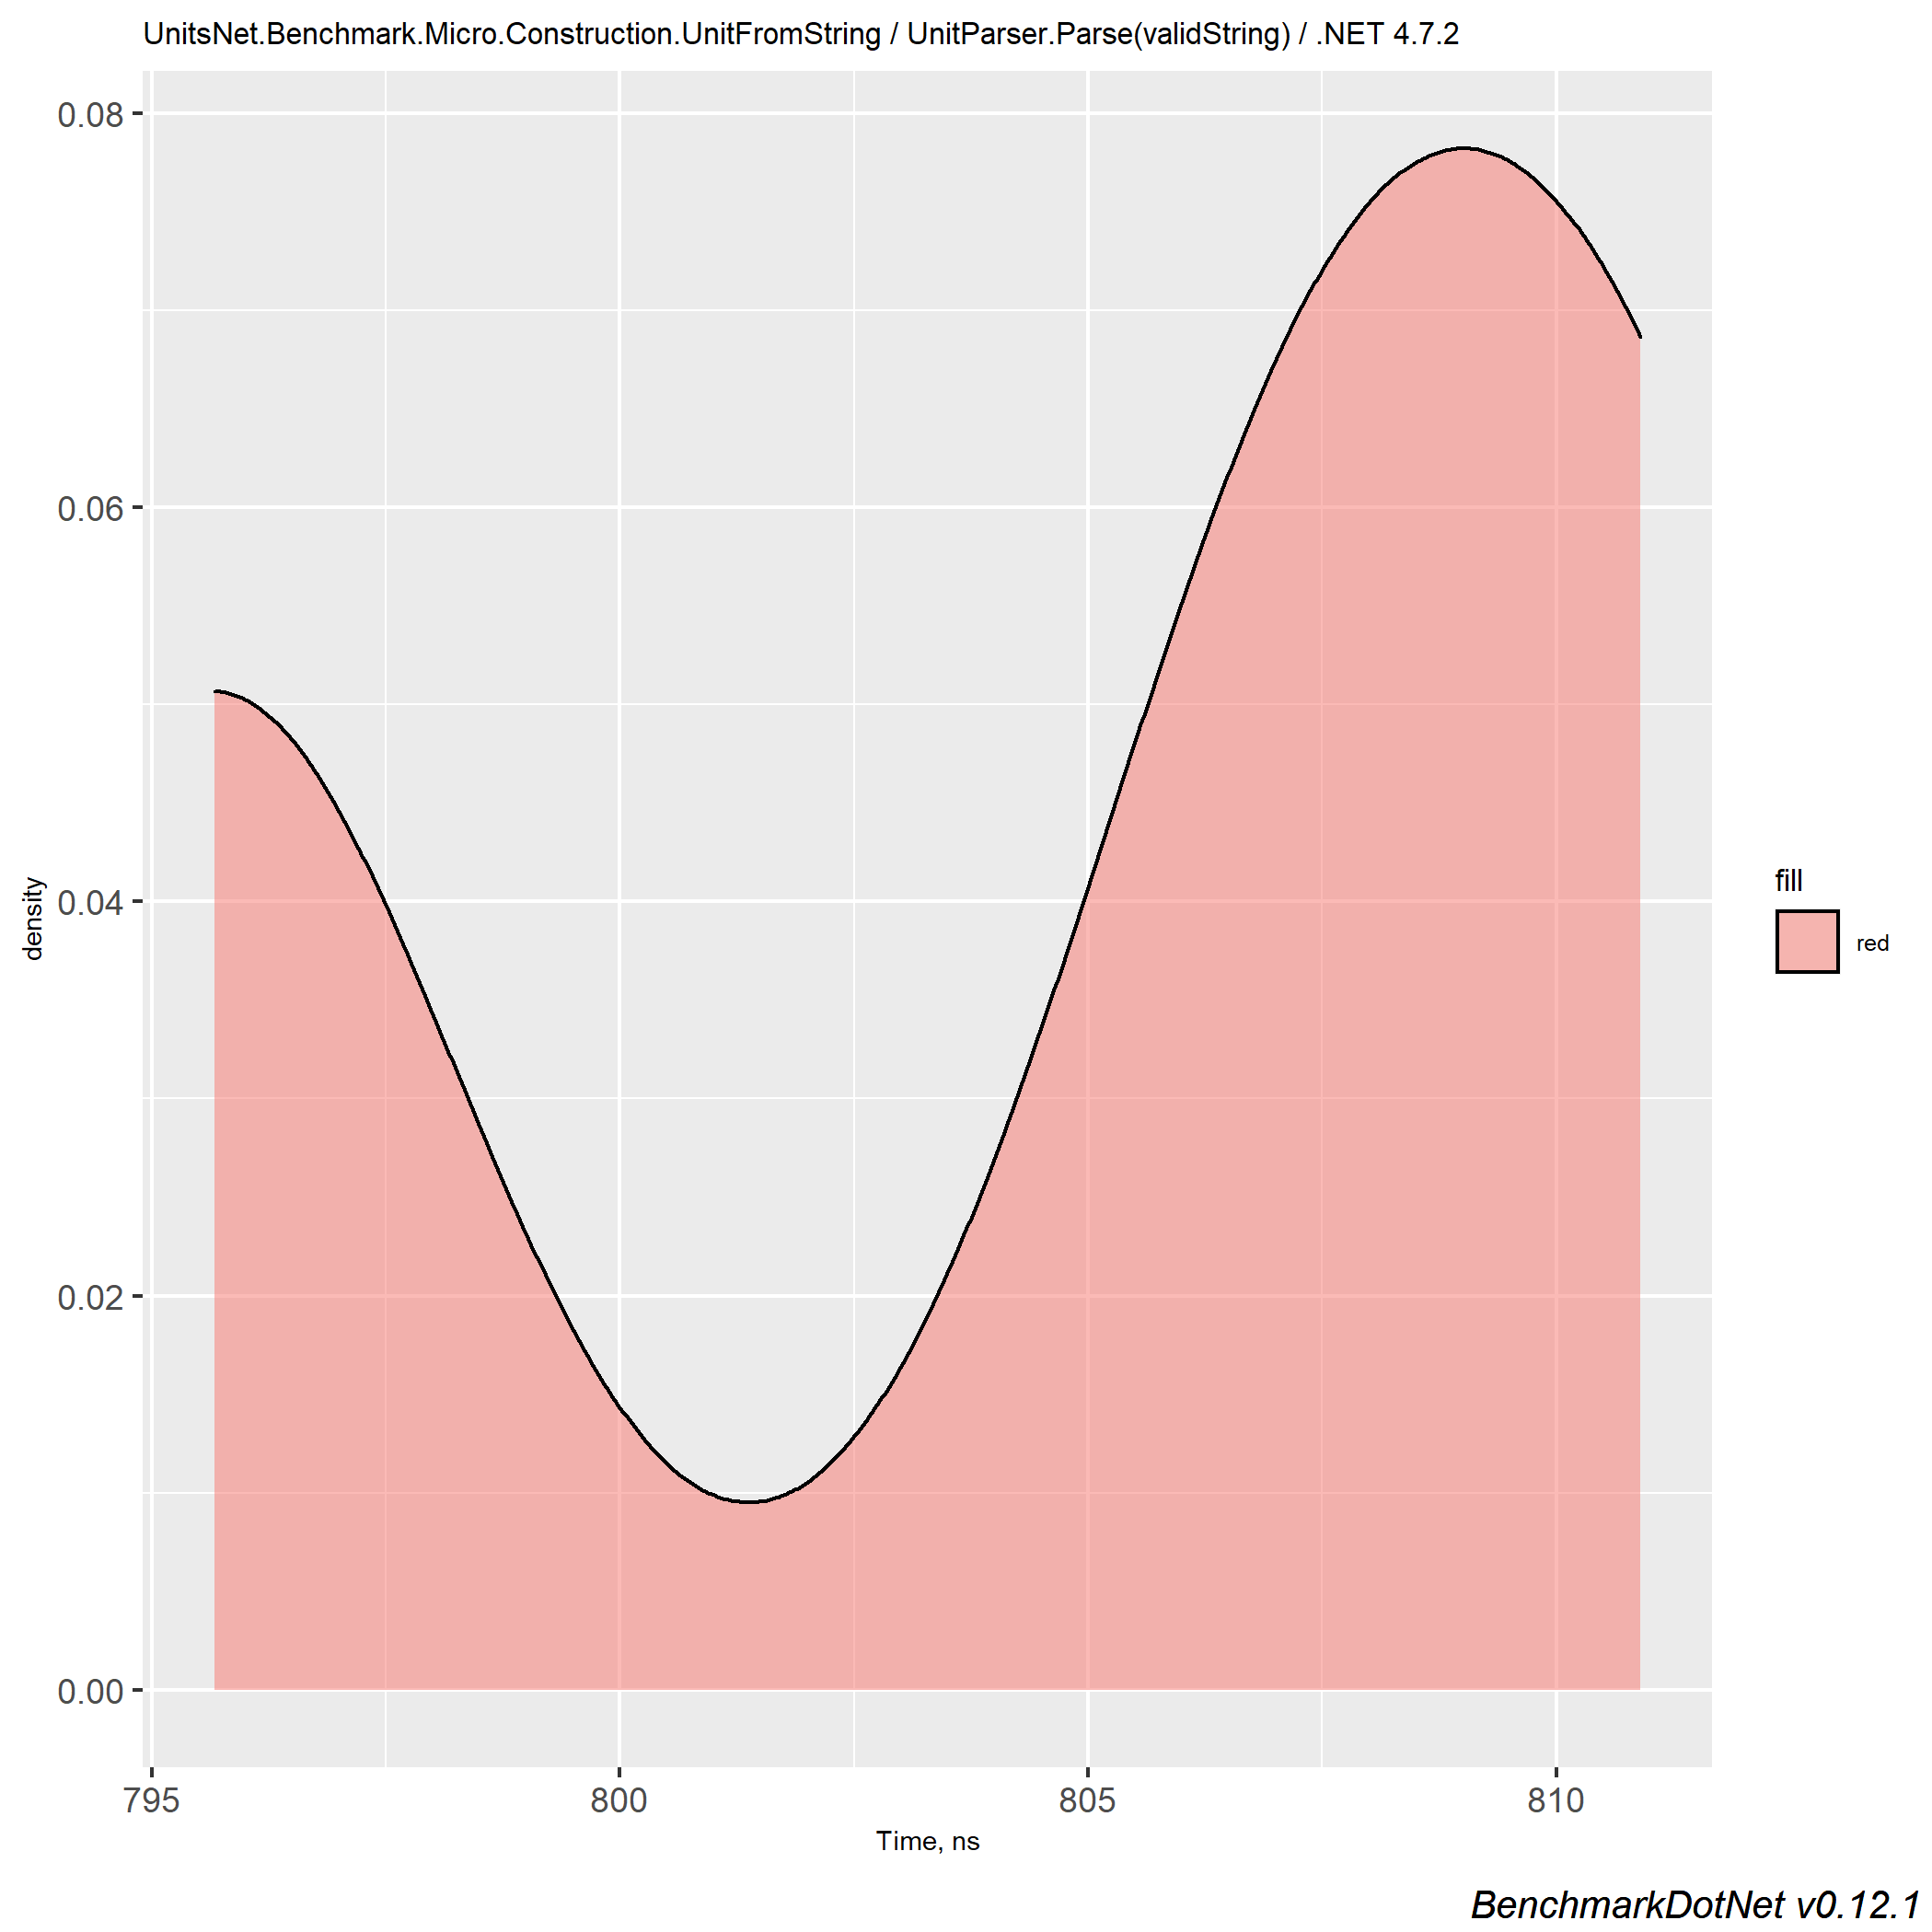 UnitsNet.Benchmark.Micro.Construction.UnitFromString / UnitParser.Parse(validString) / .NET 4.7.2
0.08
0.06
0.04
0.02
0.00
density
795
800
805
810
Time, ns
fill
red
BenchmarkDotNet v0.12.1